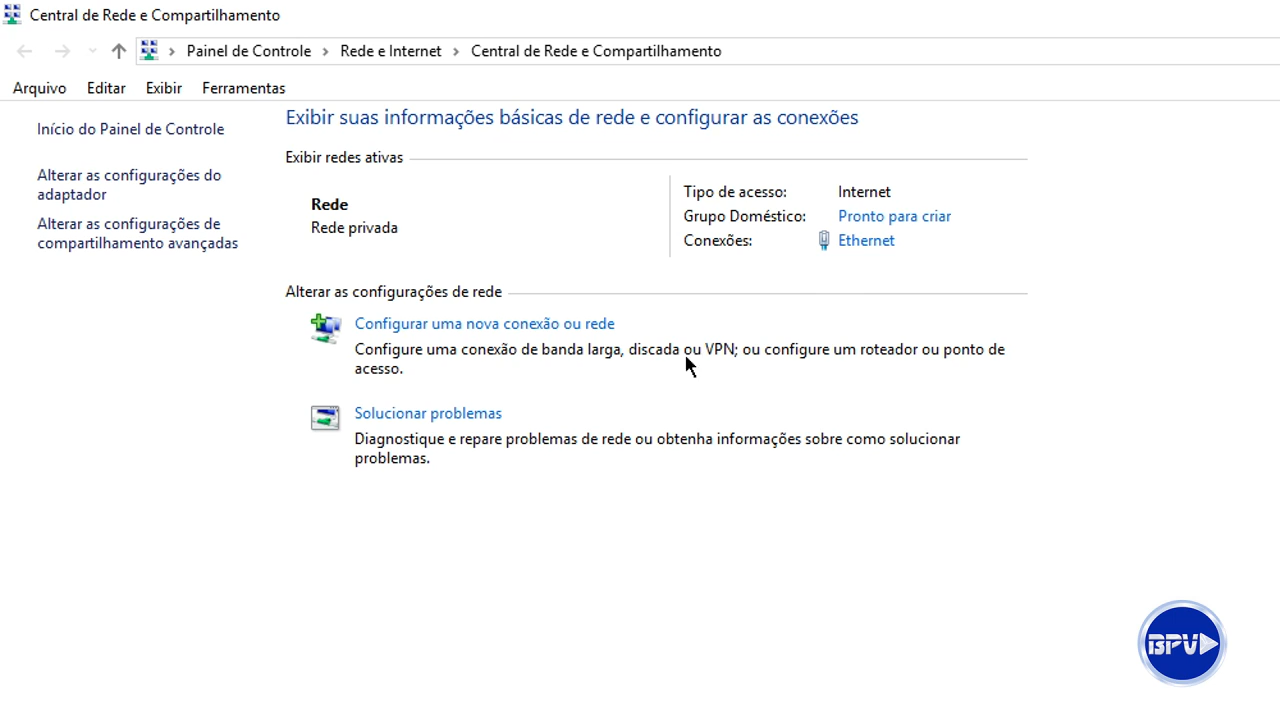 Central de Rede e Compartilhamento
Painel de Controle > Rede e Internet > Central de Rede e Compartilhamento
Arquivo Editar Exibir Ferramentas
Início do Painel de Controle
Alterar as configurações do
adaptador
Alterar as configurações de
compartilhamento avançadas
Exibir suas informações básicas de rede e configurar as conexões
Exibir redes ativas
Rede
Rede privada
Tipo de acesso: Internet
Grupo Doméstico: Pronto para criar
Conexões: Ethernet
Alterar as configurações de rede
Configurar uma nova conexão ou rede
Configure uma conexão de banda larga, discada ou VPN; ou configure um roteador ou ponto de
acesso.
Solucionar problemas
Diagnostique e repare problemas de rede ou obtenha informações sobre como solucionar
problemas.
BPV